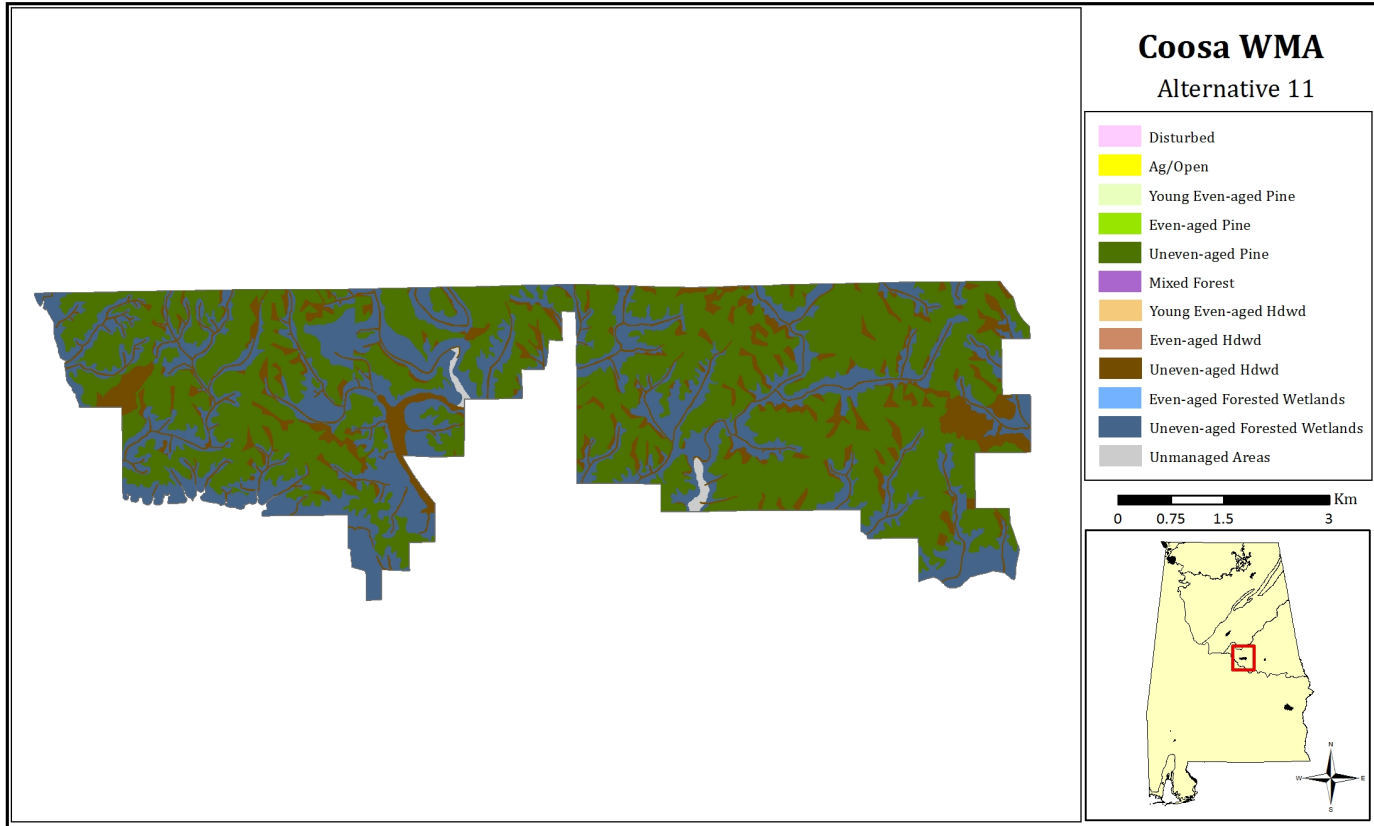 Coosa WMA
Alternative 11
Disturbed
Ag/Open
Young Even-aged Pine
Even-aged Pine
Uneven-aged Pine
Mixed Forest
Young Even-aged Hdwd
Even-aged Hdwd
Uneven-aged Hdwd
Even-aged Forested Wetlands
Uneven-aged Forested Wetlands
Unmanaged Areas
Km
0 0.75 1.5 3
N
W E
S